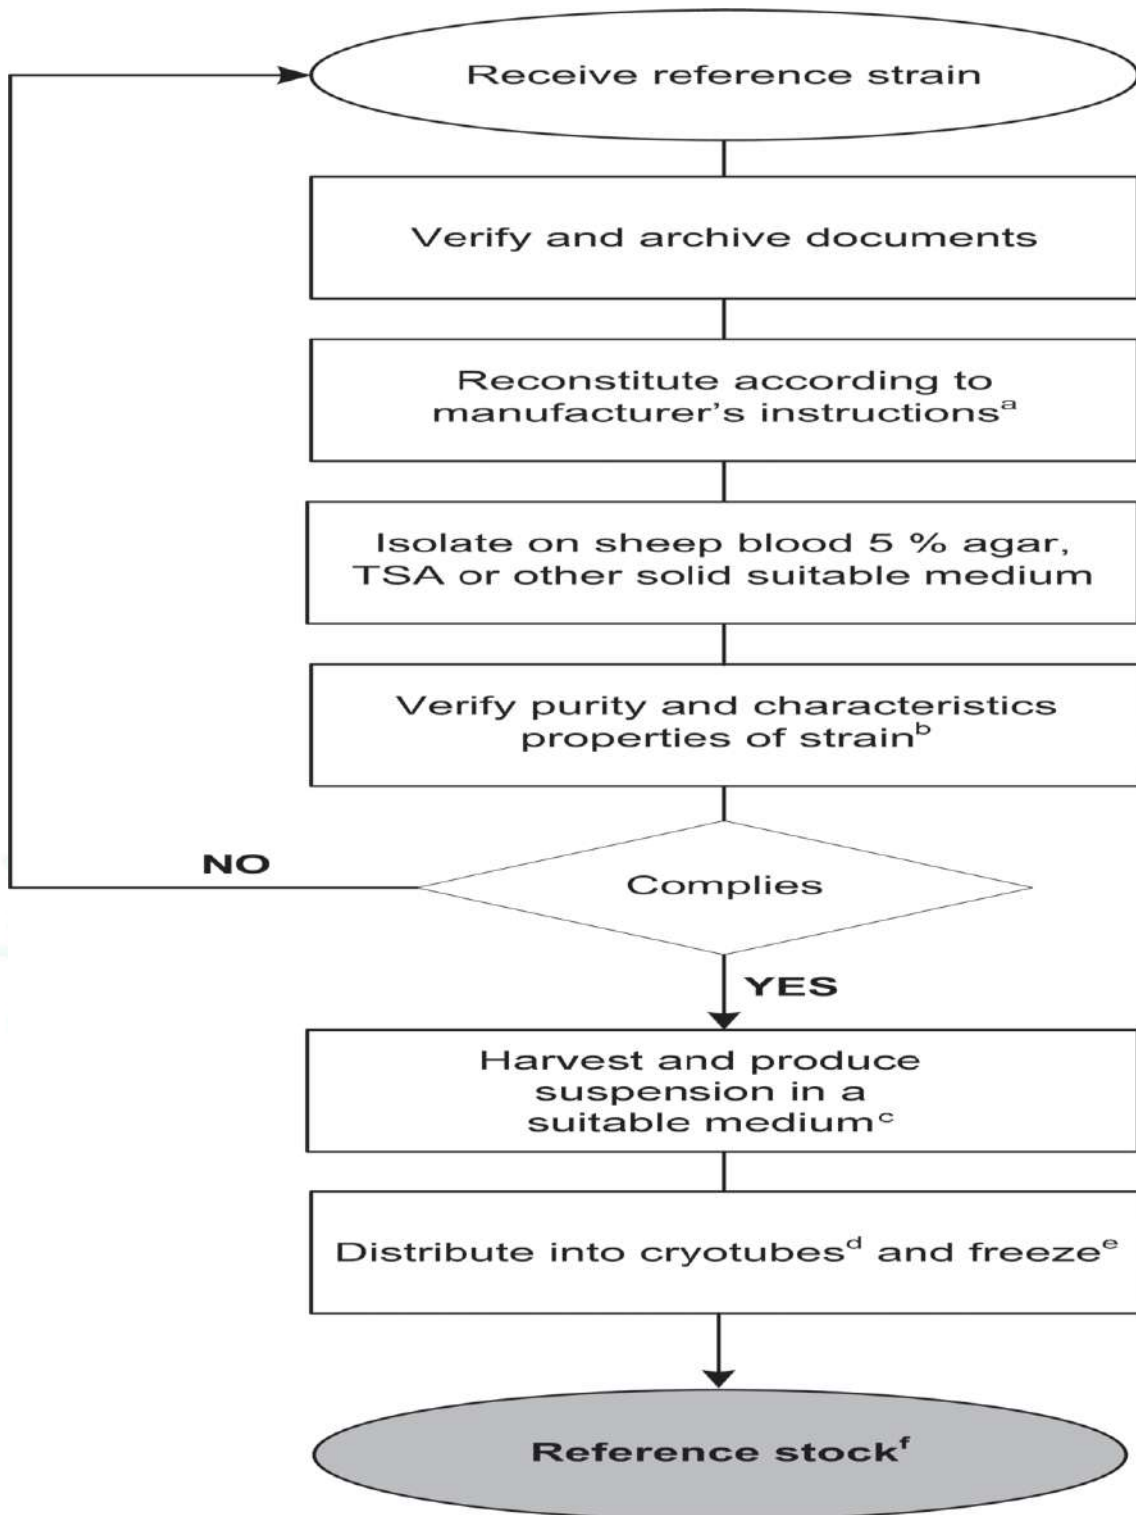 Receive reference strain
Verify and archive documents
Reconstitute according to
manufacturer’s instructionsᵃ
Isolate on sheep blood 5 % agar,
TSA or other solid suitable medium
Verify purity and characteristics
properties of strainᵇ
Complies
NO
YES
Harvest and produce
suspension in a
suitable mediumᶜ
Distribute into cryotubesᵈ and freezeᵉ
Reference stockᶠ